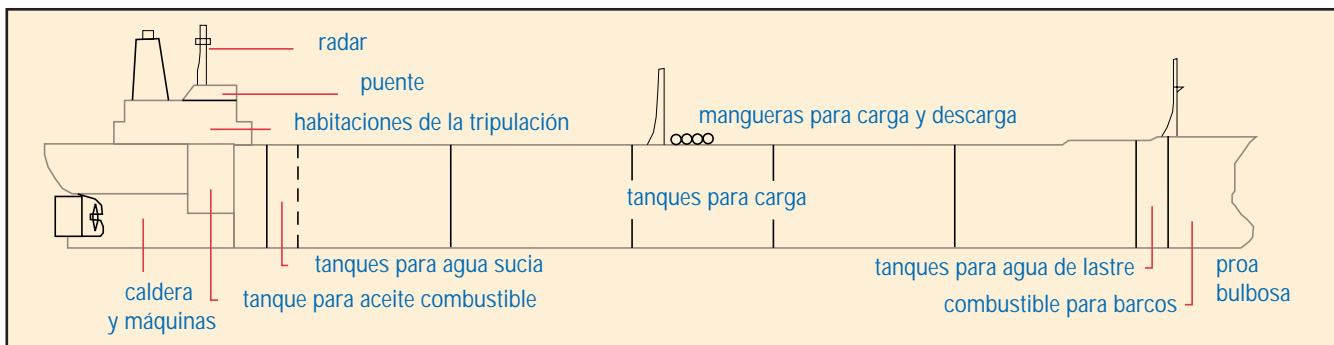 radar
puente
habitaciones de la tripulación
mangueras para carga y descarga
tanques para carga
tanques para agua sucia
tanque para aceite combustible
caldera
y máquinas
tanques para agua de lastre
combustible para barcos
proa
bulbosa